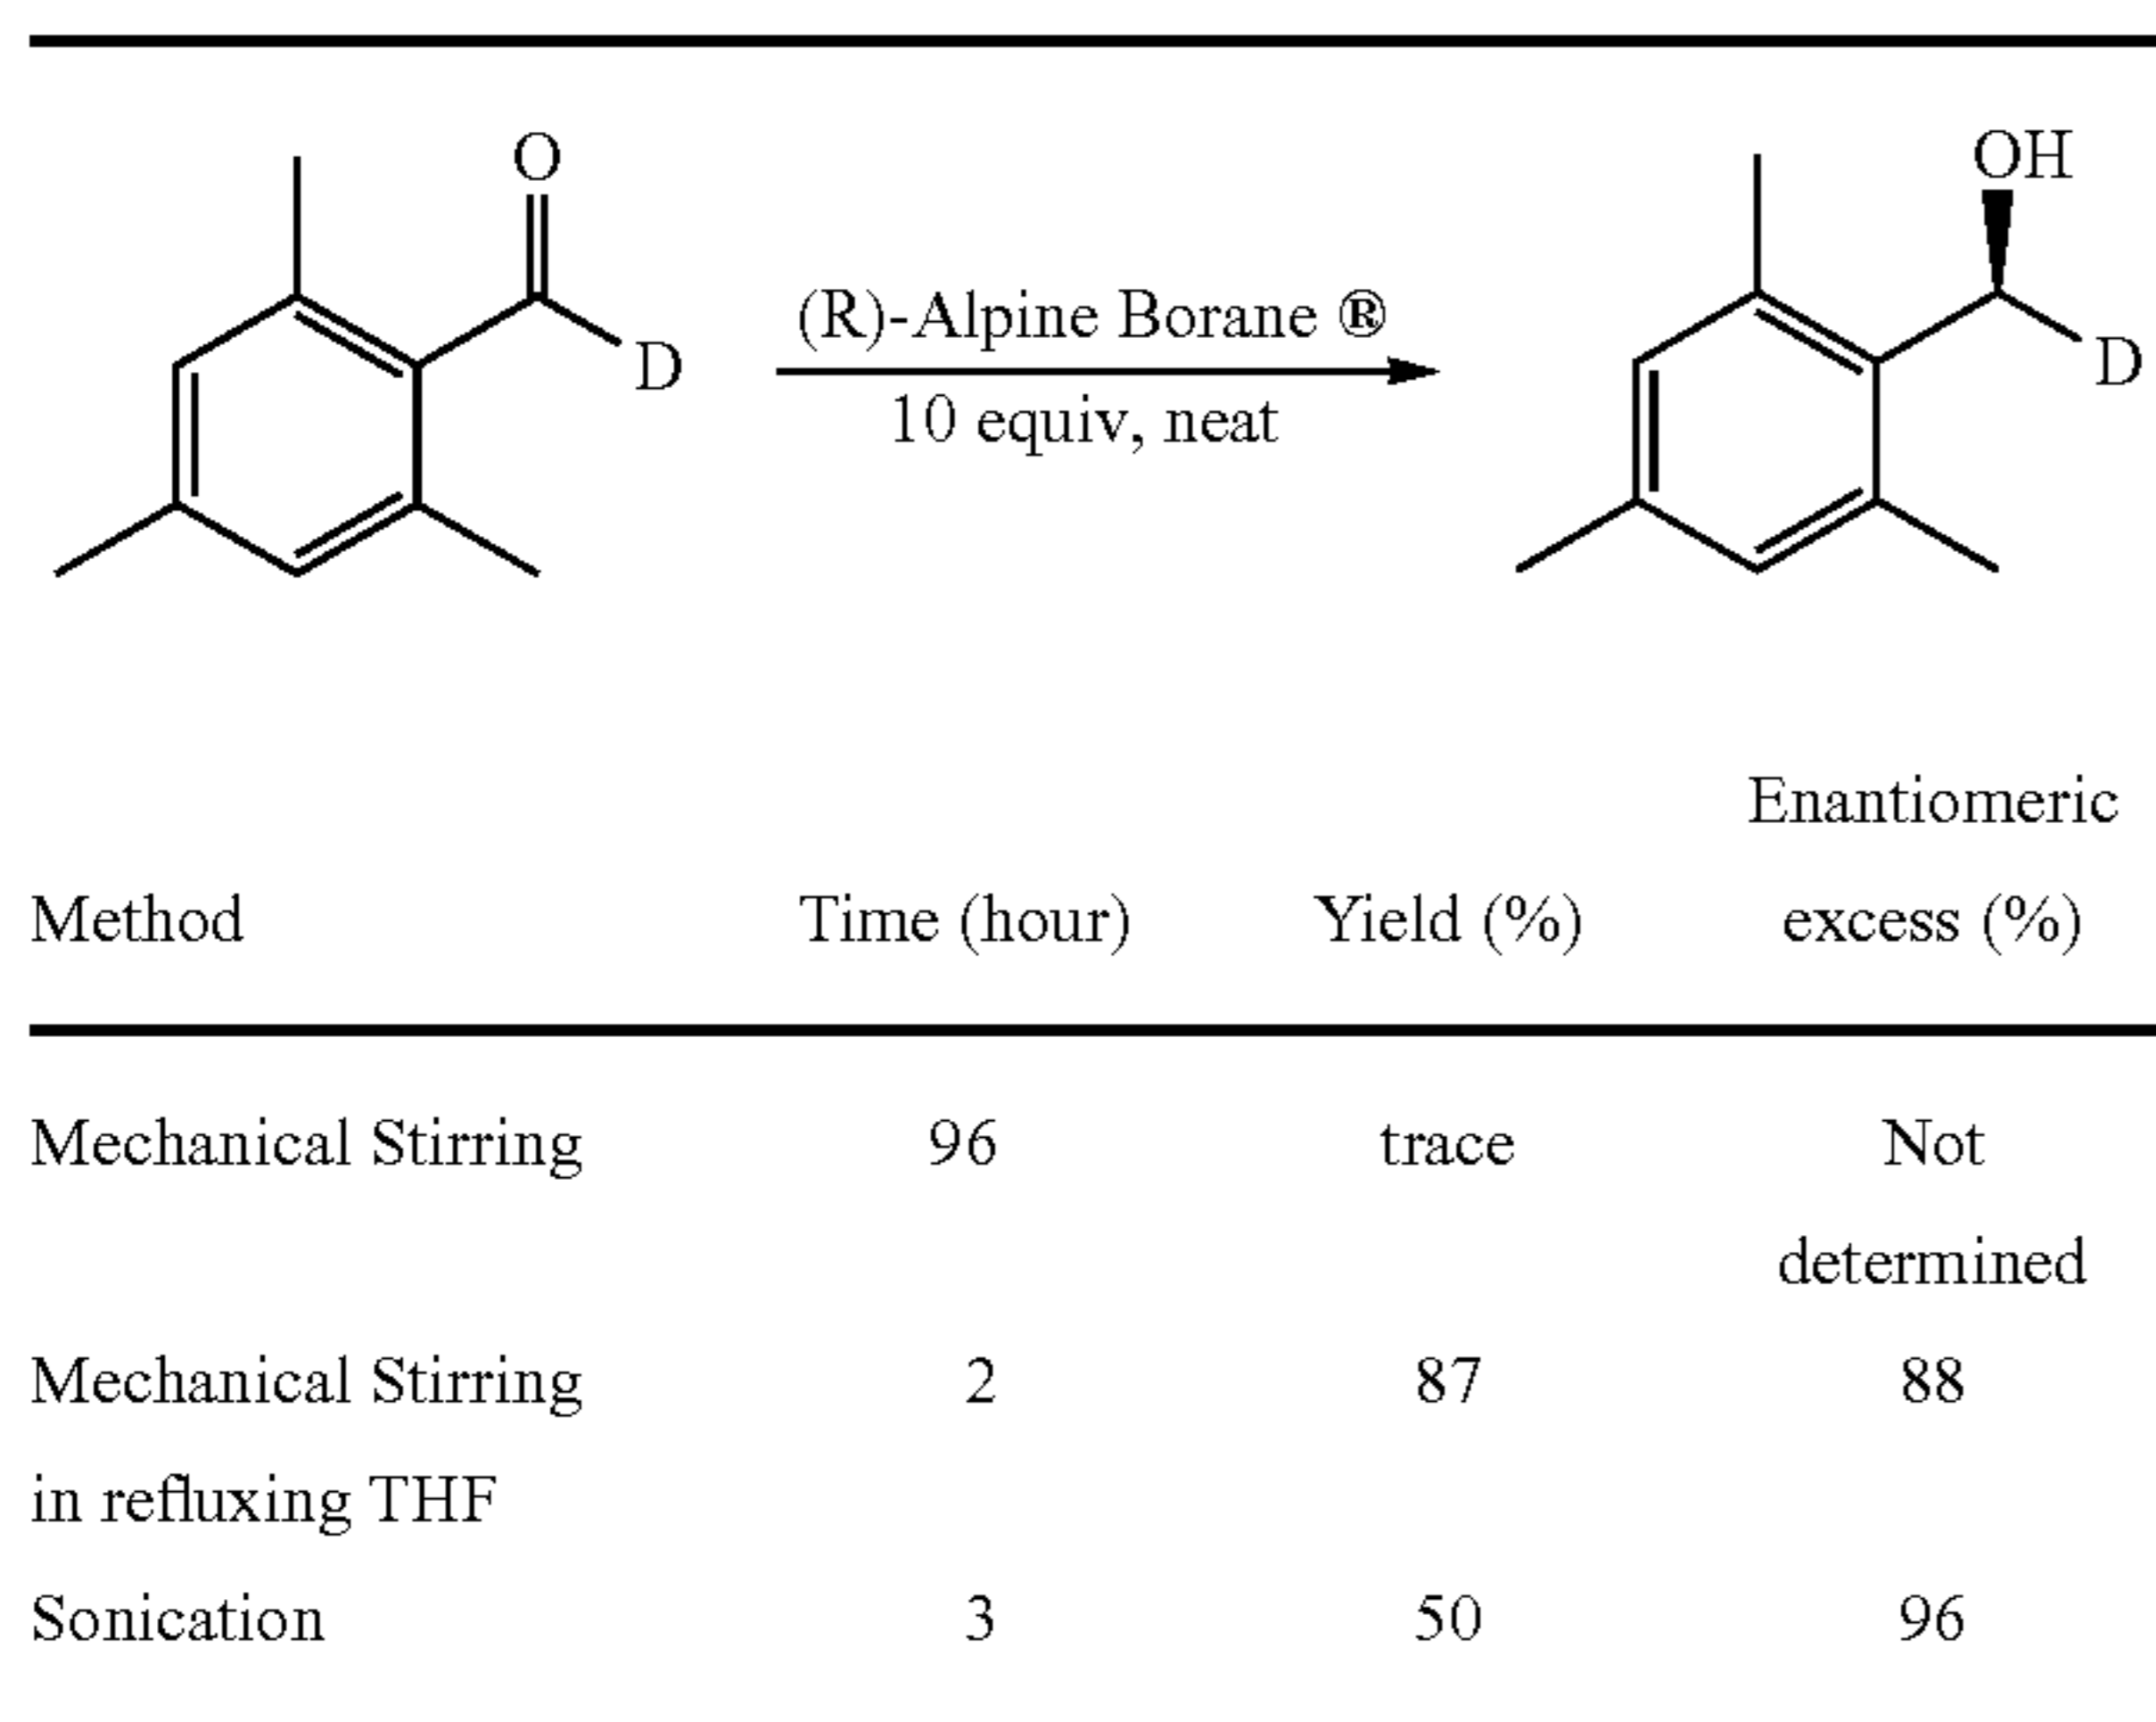 O
OH
D
(R)-Alpine Borane ®
10 equiv, neat
D
Enantiomeric
Method Time (hour) Yield (%) excess (%)
Mechanical Stirring 96 trace Not
determined
Mechanical Stirring 2 87 88
in refluxing THF
Sonication 3 50 96